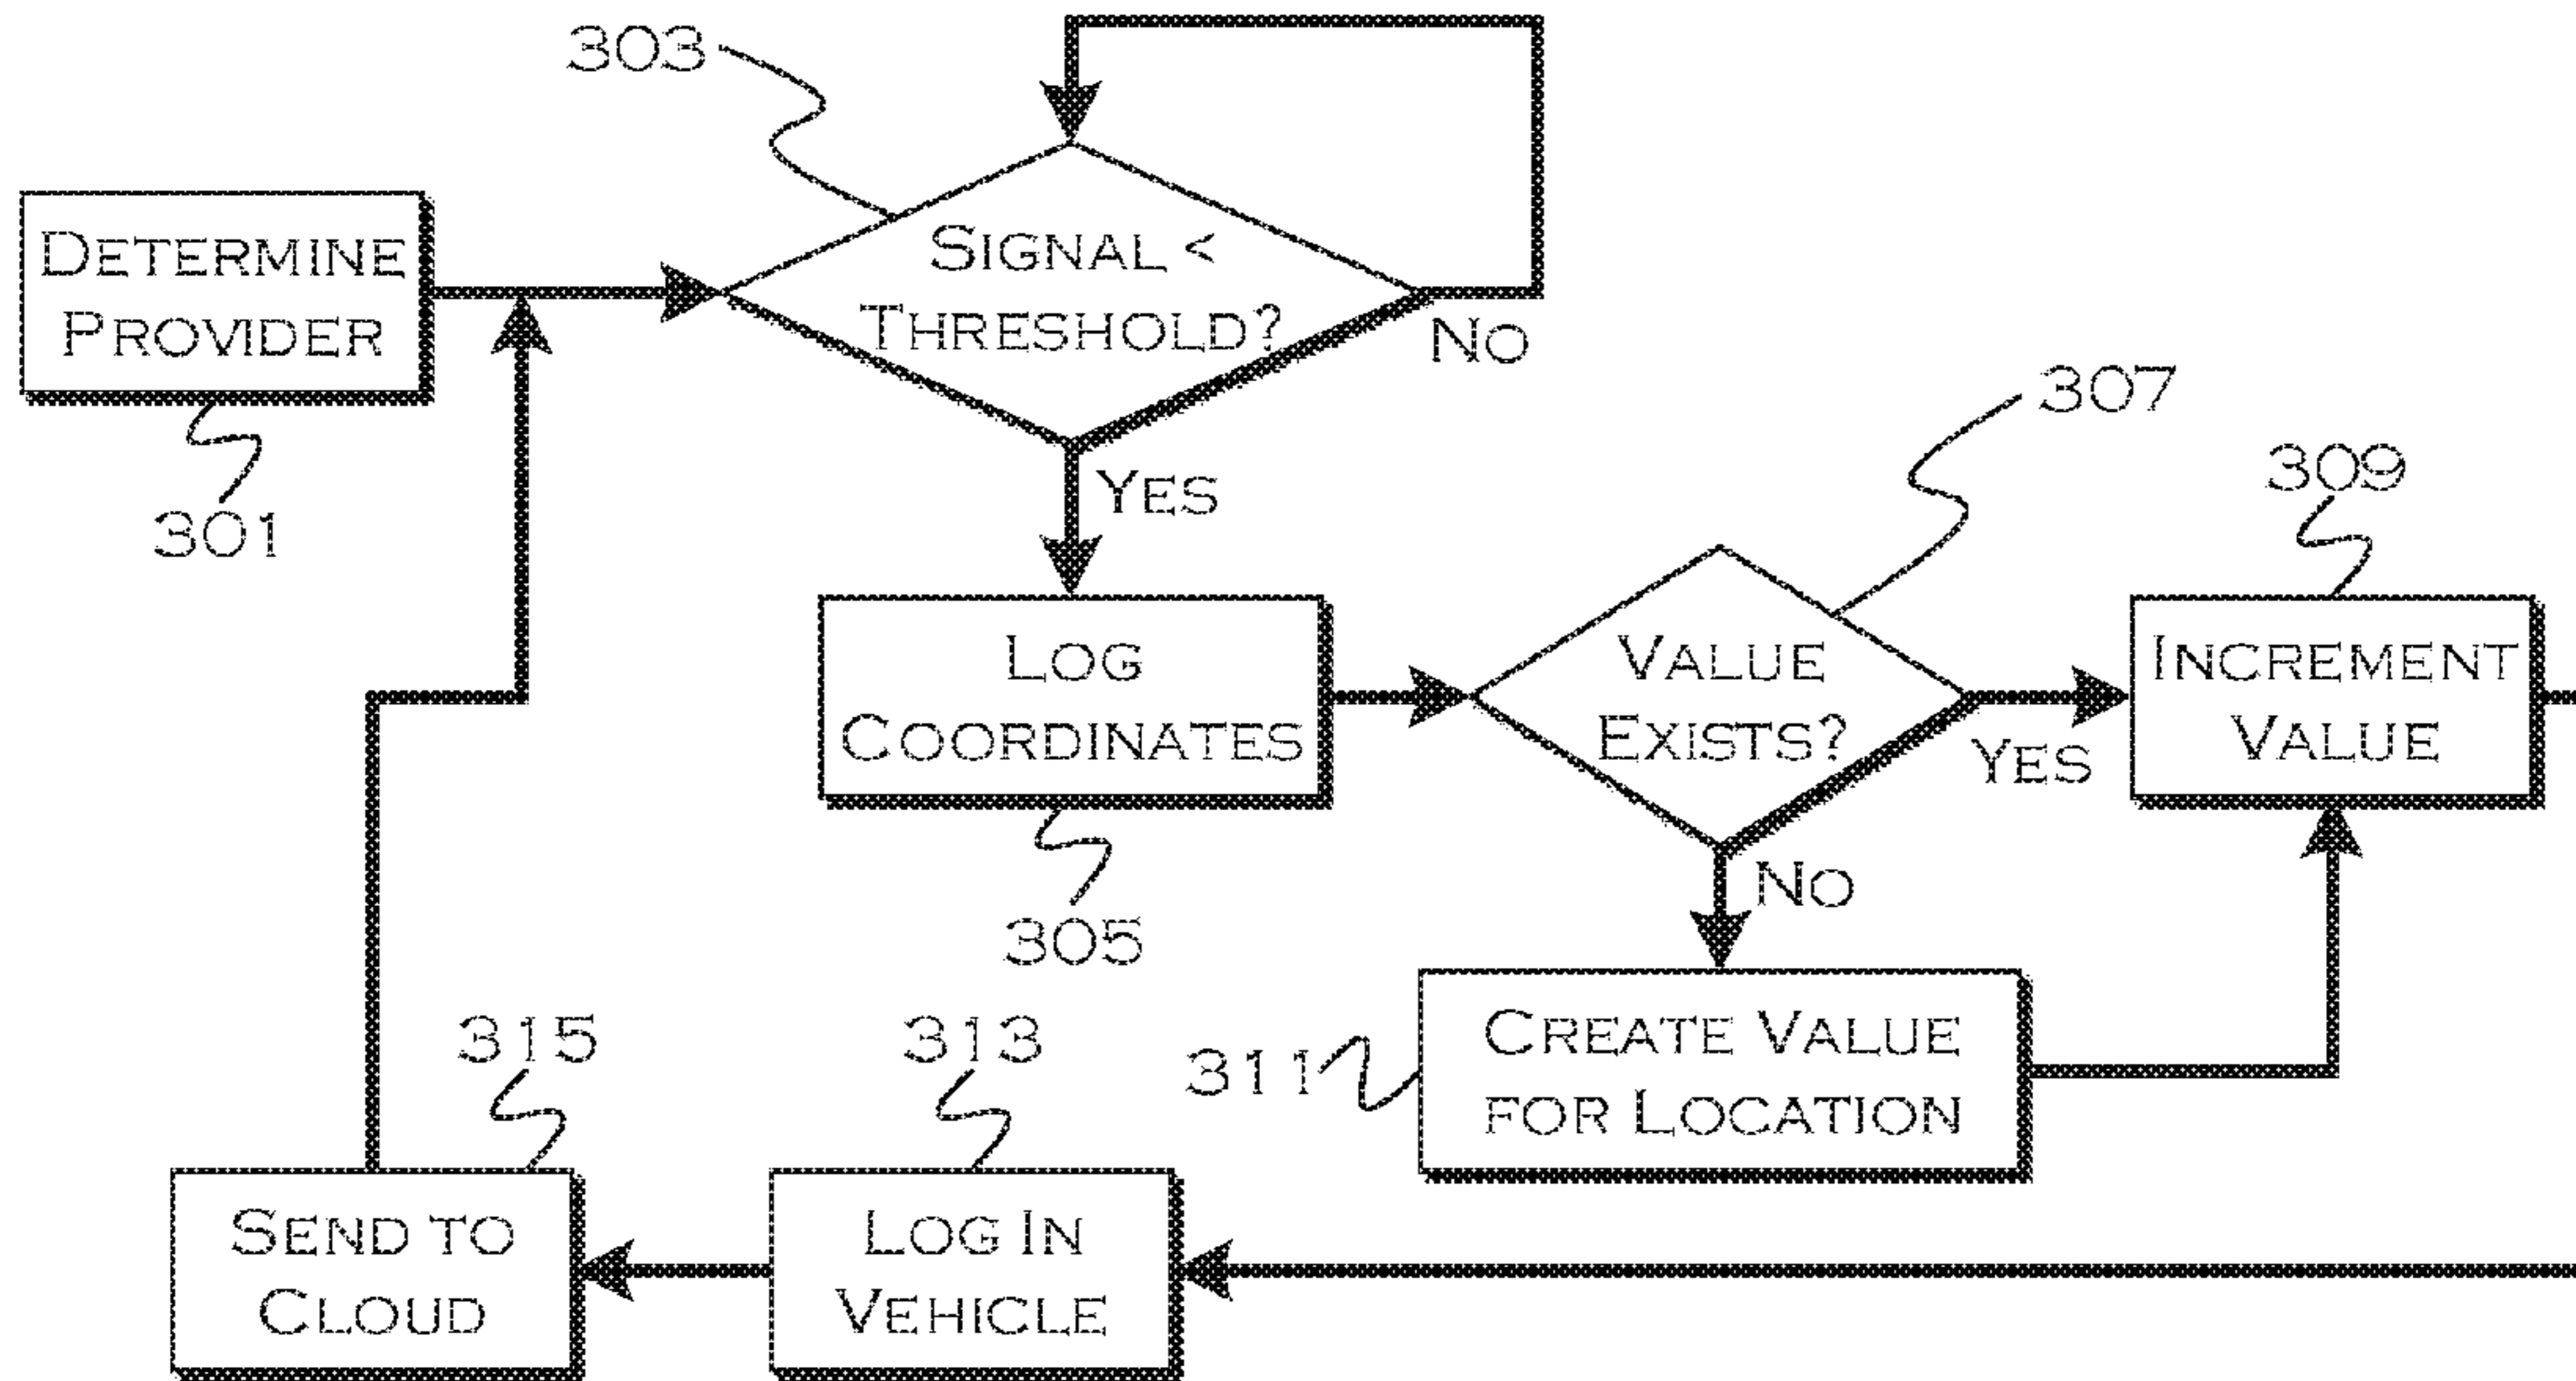 303
DETERMINE
PROVIDER
301
SIGNAL <
THRESHOLD?
NO
YES
307
309
LOG
COORDINATES
305
VALUE
EXISTS?
YES
INCREMENT
VALUE
NO
311
CREATE VALUE
FOR LOCATION
315
313
SEND TO
CLOUD
LOG IN
VEHICLE